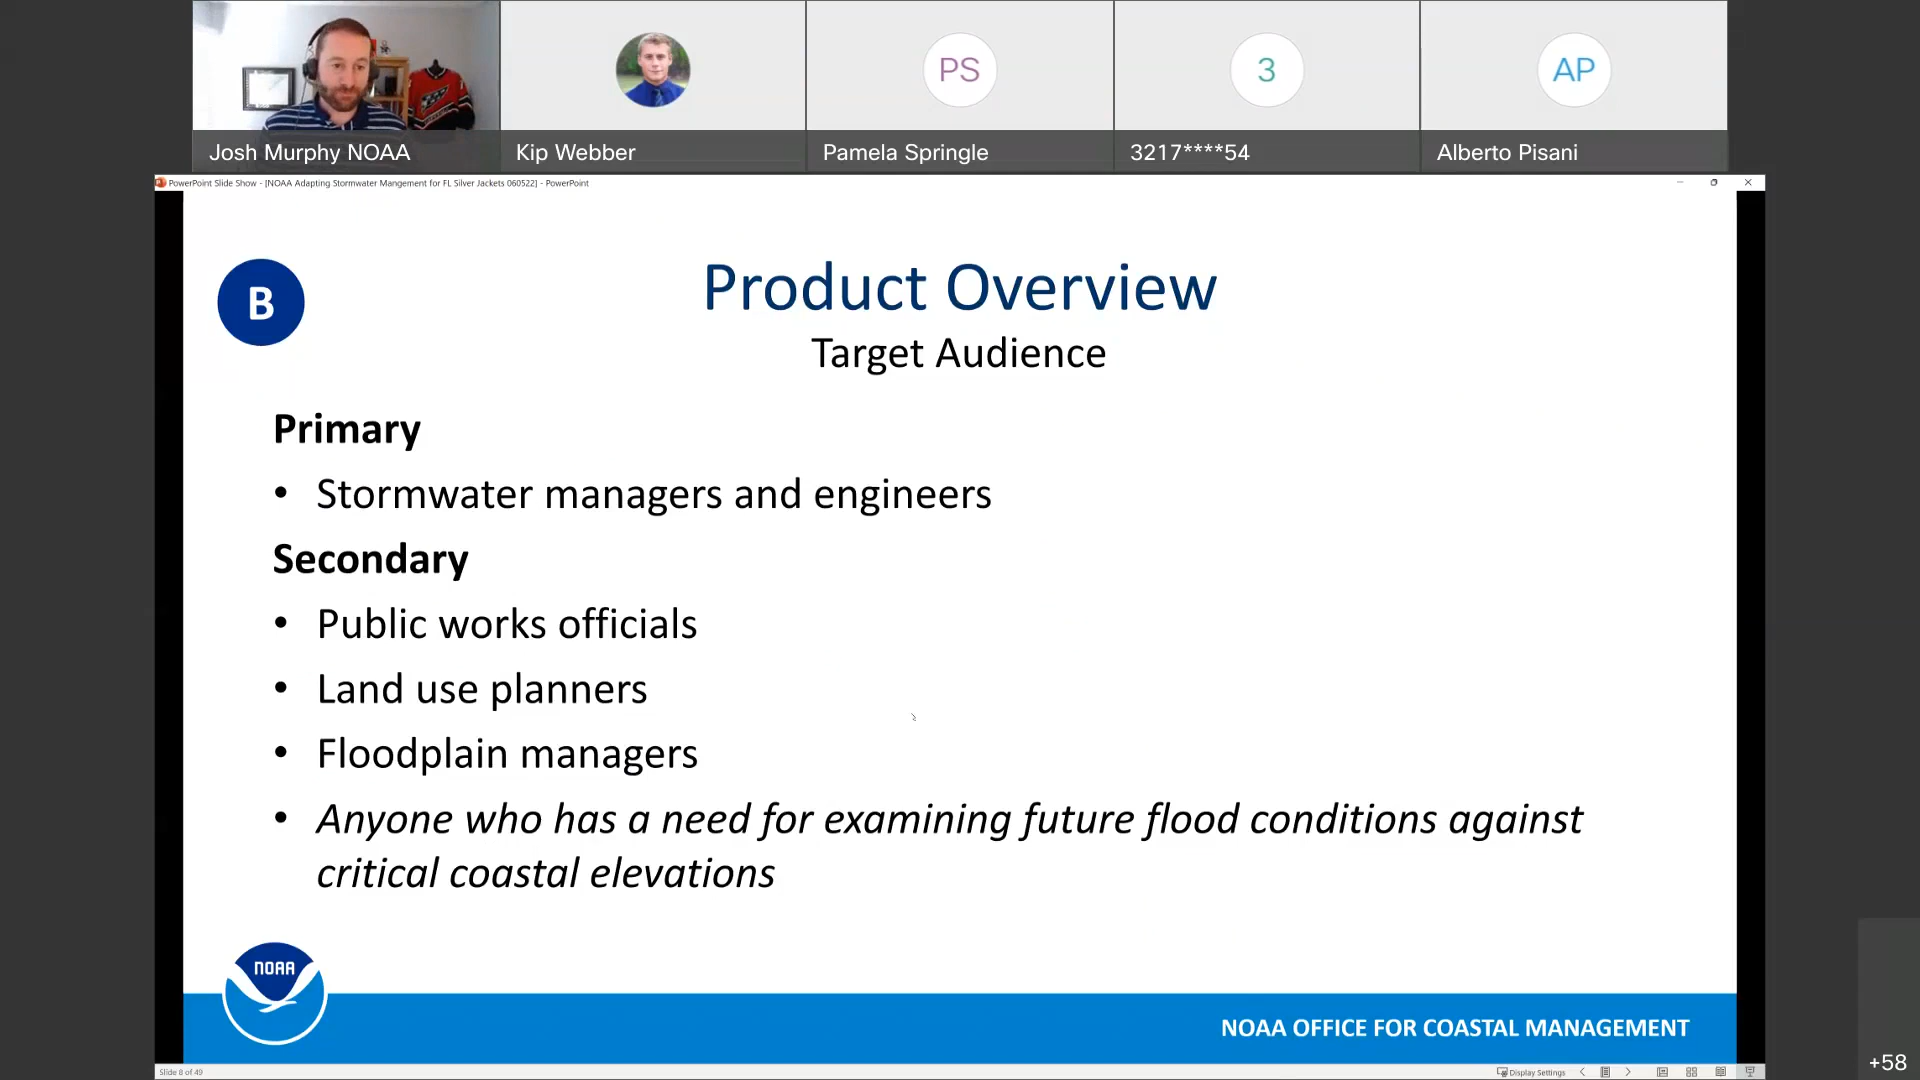 PS
3
AP
Josh Murphy NOAA
Kip Webber
Pamela Springle
3217****54
Alberto Pisani
PowerPoint Slide Show - [NOAA Adapting Stormwater Mangement for FL Silver Jackets 060522] - PowerPoint
B
Product Overview
Target Audience
Primary
• Stormwater managers and engineers
Secondary
• Public works officials
• Land use planners
• Floodplain managers
• Anyone who has a need for examining future flood conditions against
critical coastal elevations
NOAA
NOAA OFFICE FOR COASTAL MANAGEMENT
+58
Slide 8 of 49
Display Settings